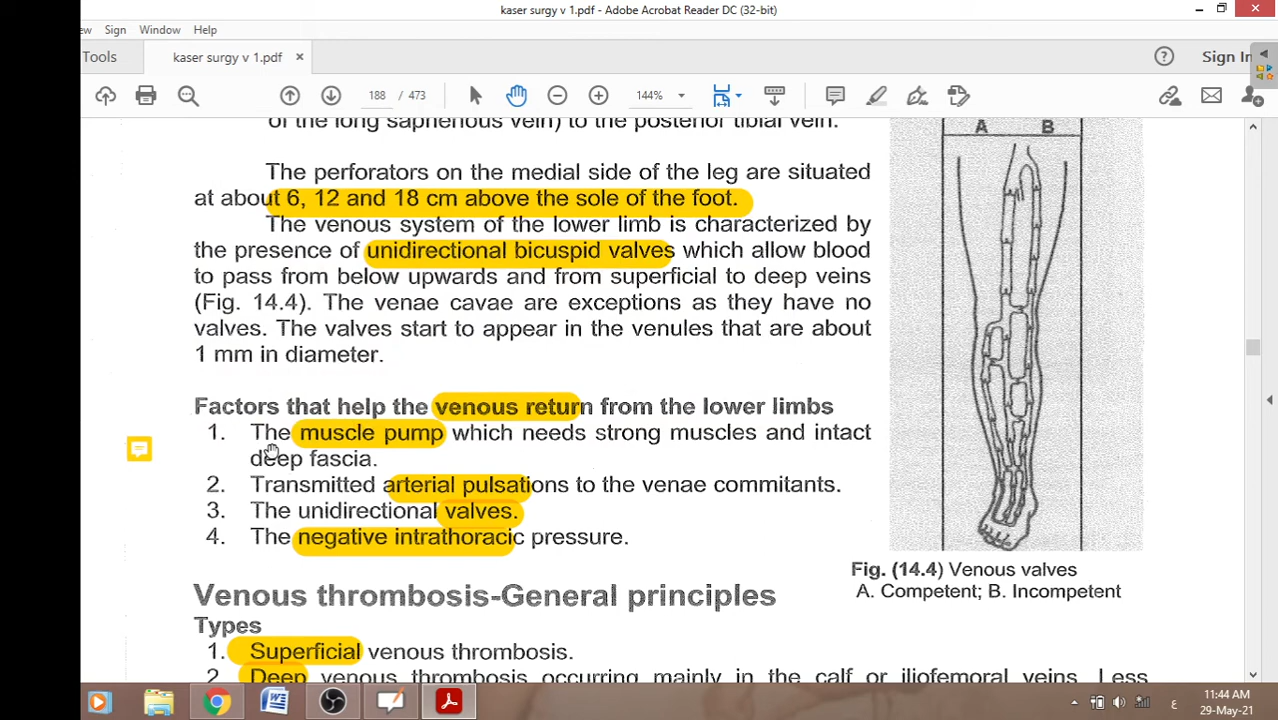 kaser surgy v 1.pdf - Adobe Acrobat Reader DC (32-bit)
ew Sign Window Help
Tools kaser surgy v 1.pdf × Sign In
188 / 473 144%
of the long saphenous vein) to the posterior tibial vein.
The perforators on the medial side of the leg are situated
at about 6, 12 and 18 cm above the sole of the foot.
The venous system of the lower limb is characterized by
the presence of unidirectional bicuspid valves which allow blood
to pass from below upwards and from superficial to deep veins
(Fig. 14.4). The venae cavae are exceptions as they have no
valves. The valves start to appear in the venules that are about
1 mm in diameter.
Factors that help the venous return from the lower limbs
1. The muscle pump which needs strong muscles and intact
deep fascia.
2. Transmitted arterial pulsations to the venae commitants.
3. The unidirectional valves.
4. The negative intrathoracic pressure.
A B
Fig. (14.4) Venous valves
A. Competent; B. Incompetent
Venous thrombosis-General principles
Types
1. Superficial venous thrombosis.
2. Deep venous thrombosis occurring mainly in the calf or iliofemoral veins. Less
ع
11:44 AM
29-May-21